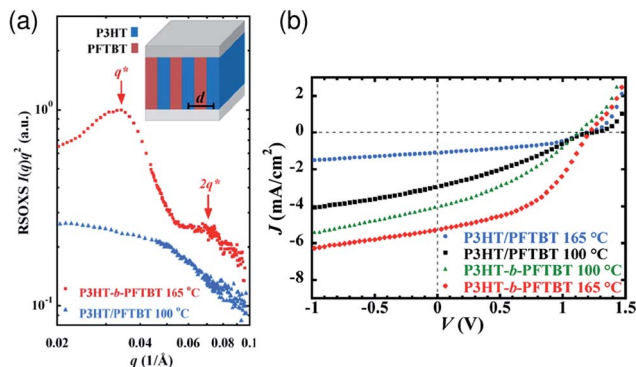 (a)
P3HT
PFTBT
d
q*
2q*
10⁰
10⁻¹
RSOXS I(q)q² (a.u.)
P3HT-b-PFTBT 165 °C
P3HT/PFTBT 100 °C
0.02
0.04
0.06
0.08
0.1
q (1/Å)
(b)
2
0
-2
-4
-6
-8
J (mA/cm²)
P3HT/PFTBT 165 °C
P3HT/PFTBT 100 °C
P3HT-b-PFTBT 100 °C
P3HT-b-PFTBT 165 °C
-1
-0.5
0
0.5
1
1.5
V (V)